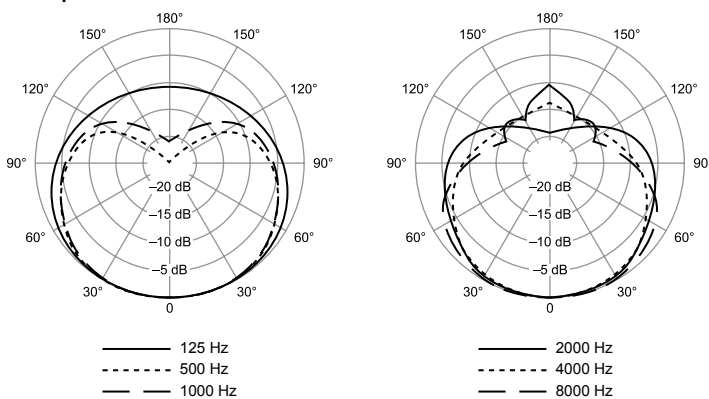 180°
150° 150°
120° 120°
90° 90°
60° 60°
30° 30°
0
–20 dB
–15 dB
–10 dB
–5 dB
125 Hz
500 Hz
1000 Hz
180°
150° 150°
120° 120°
90° 90
60° 60°
30° 30°
0
–20 dB
–15 dB
–10 dB
–5 dB
2000 Hz
4000 Hz
8000 Hz